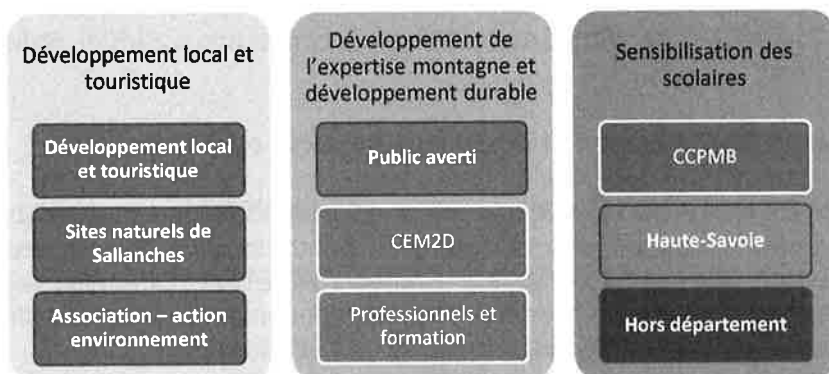 Développement local et
touristique
Développement local
et touristique
Sites naturels de
Sallanches
Association – action
environnement
Développement de
l'expertise montagne et
développement durable
Public averti
CEM2D
Professionnels et
formation
Sensibilisation des
scolaires
CCPMB
Haute-Savoie
Hors département